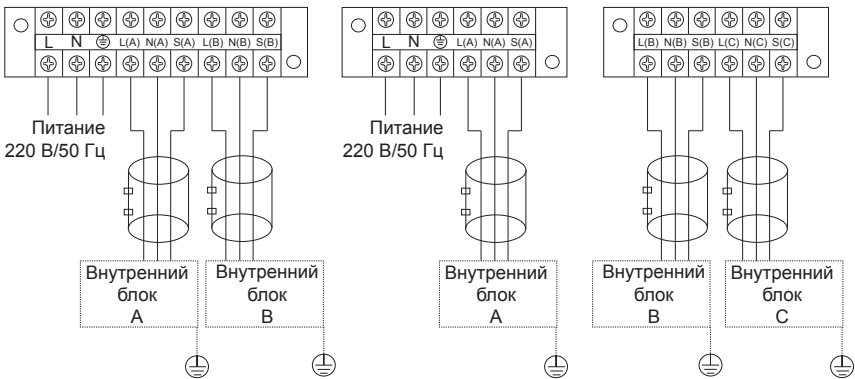 L N L(A) N(A) S(A) L(B) N(B) S(B)
Питание
220 В/50 Гц
Внутренний
блок
A
Внутренний
блок
B
L N L(A) N(A) S(A)
Питание
220 В/50 Гц
Внутренний
блок
A
L(B) N(B) S(B) L(C) N(C) S(C)
Внутренний
блок
B
Внутренний
блок
C